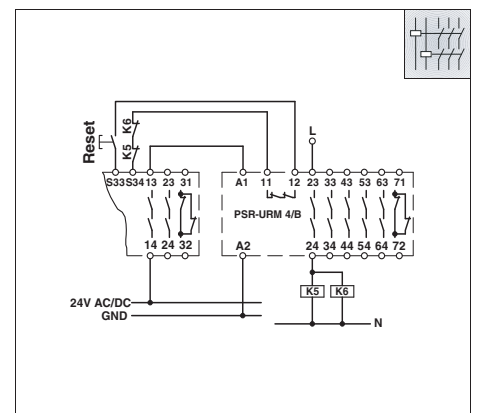 Reset
K6
K5
L
S33 S34 13 23 31
A1 11 12 23 33 43 53 63 71
PSR-URM 4/B
14 24 32
A2 24 34 44 54 64 72
K5 K6
24V AC/DC
GND
N